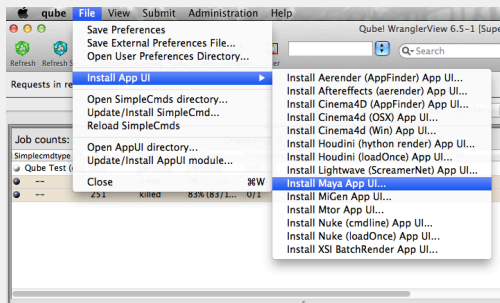 qube File View Submit Administration Help
Qube! WranglerView 6.5-1 [Supe
Save Preferences
Save External Preferences File...
Open User Preferences Directory...
Refresh
Search
Install App UI
Requests in re
Install Aerender (AppFinder) App UI...
Install Aftereffects (aerender) App UI...
Open SimpleCmds directory...
Install Cinema4D (AppFinder) App UI...
Update/Install SimpleCmd...
Install Cinema4d (OSX) App UI...
Reload SimpleCmds
Install Cinema4d (Win) App UI...
Job counts:
Open AppUI directory...
Install Houdini (hython render) App UI...
Simplecmdtype
Update/Install AppUI module...
Install Houdini (loadOnce) App UI...
Qube Test (
Install Lightwave (ScreamerNet) App UI...
Close ⌘W
Install Maya App UI...
-- 251 killed 83% (83/1... 0/1
Install MiGen App UI...
Install Mtor App UI...
Install Nuke (cmdline) App UI...
Install Nuke (loadOnce) App UI...
Install XSI BatchRender App UI...